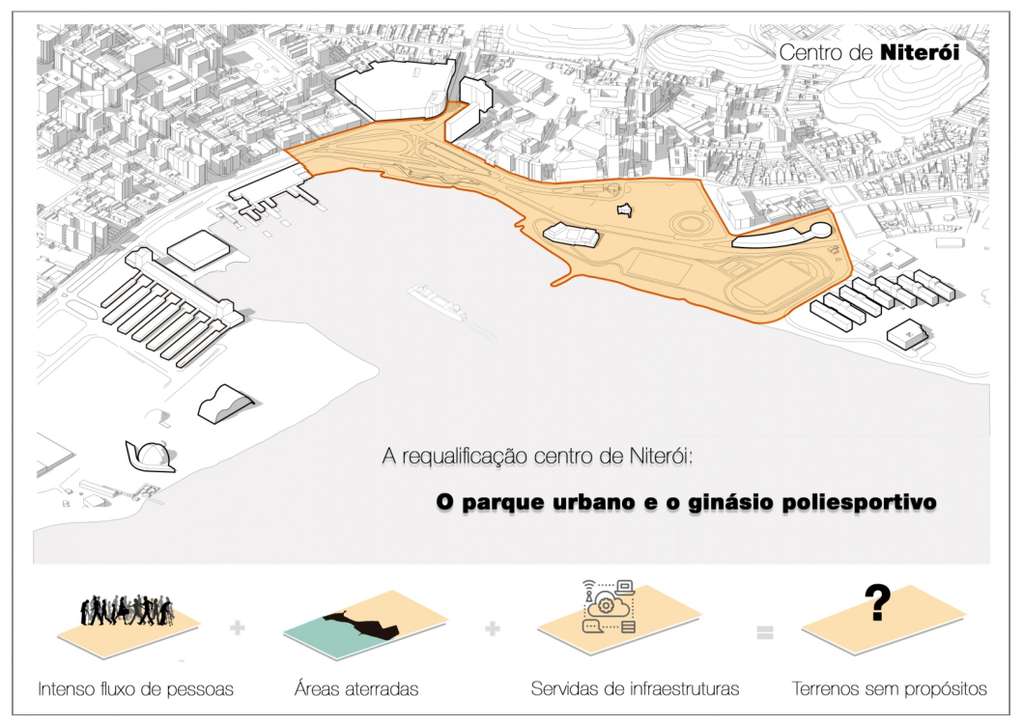 Centro de Niterói
A requalificação centro de Niterói:
O parque urbano e o ginásio poliesportivo
+
+
=
?
Intenso fluxo de pessoas
Áreas aterradas
Servidas de infraestruturas
Terrenos sem propósitos